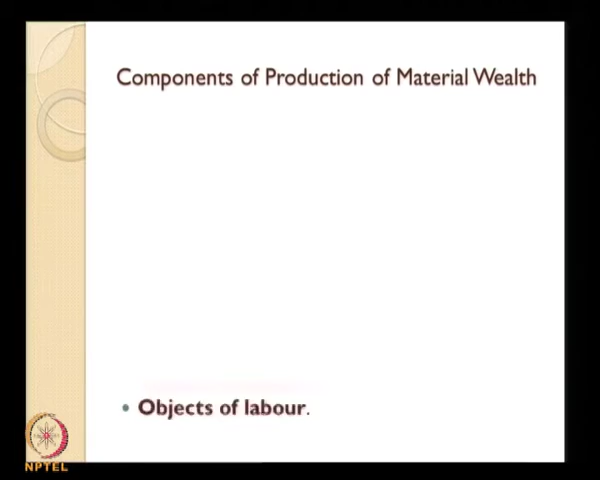 Components of Production of Material Wealth
• Objects of labour.
NPTEL